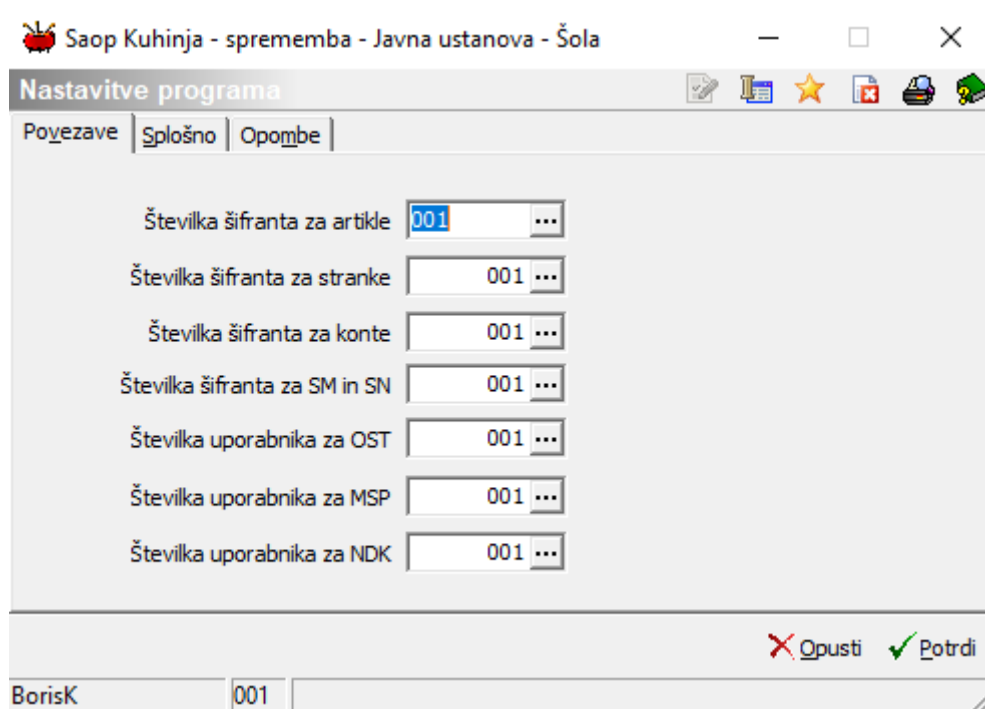 Saop Kuhinja - sprememba - Javna ustanova - Šola
Nastavitve programa
Povezave Splošno Opombe
Številka šifranta za artikle 001 ...
Številka šifranta za stranke 001 ...
Številka šifranta za konte 001 ...
Številka šifranta za SM in SN 001 ...
Številka uporabnika za OST 001 ...
Številka uporabnika za MSP 001 ...
Številka uporabnika za NDK 001 ...
Opusti Potrdi
BorisK 001